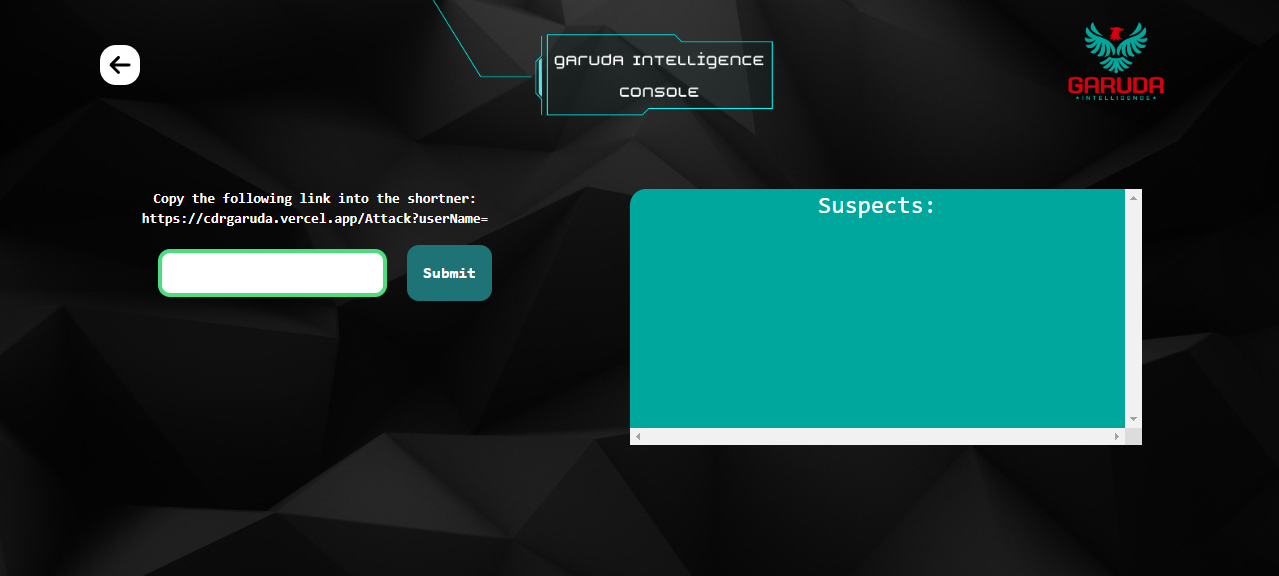 Garuda Intelligence
Console
GARUDA
INTELLIGENCE
Copy the following link into the shortner:
https://cdrgaruda.vercel.app/Attack?userName=
Submit
Suspects: